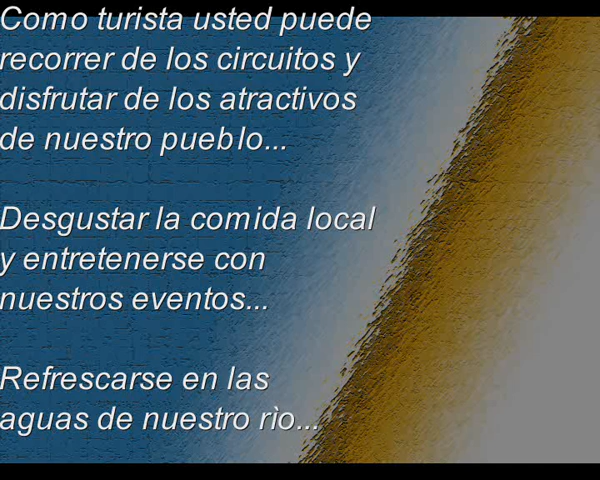 Como turista usted puede
recorrer de los circuitos y
disfrutar de los atractivos
de nuestro pueblo...
Desgustar la comida local
y entretenerse con
nuestros eventos...
Refrescarse en las
aguas de nuestro rìo...